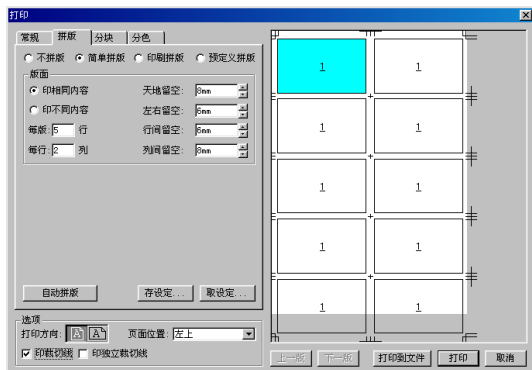 打印
常规 拼版 分块 分色
不拼版 简单拼版 印刷拼版 预定义拼版
版面
印相同内容 天地留空: 8mm
印不同内容 左右留空: 6mm
每版: 5 行 行间留空: 6mm
每行: 2 列 列间留空: 8mm
自动拼版 存设定... 取设定...
选项
打印方向: A A 页面位置: 左上
印裁切线 印独立裁切线
1 1
1 1
1 1
1 1
1 1
上一版 下一版 打印到文件 打印 取消